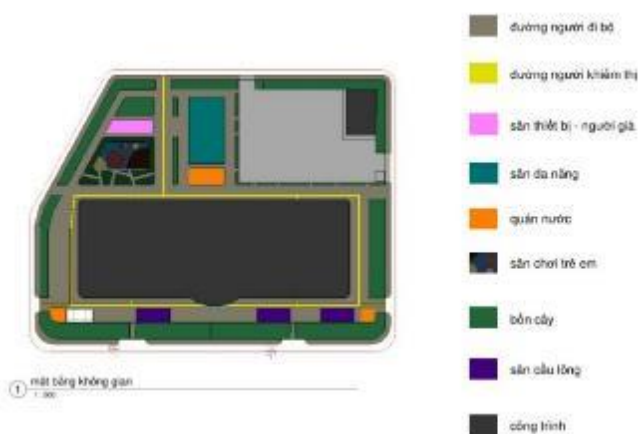 đường người đi bộ
đường người khiếm thị
sân thiết bị - người già
sân đa năng
quán nước
sân chơi trẻ em
bồn cây
sân cầu lông
công trình
1 mặt bằng không gian